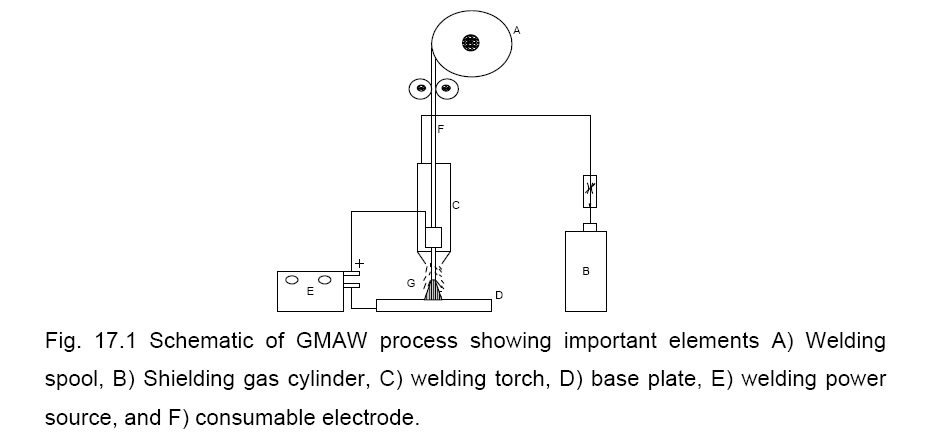 A
F
C
B
+
G
E
D
Fig. 17.1 Schematic of GMAW process showing important elements A) Welding
spool, B) Shielding gas cylinder, C) welding torch, D) base plate, E) welding power
source, and F) consumable electrode.